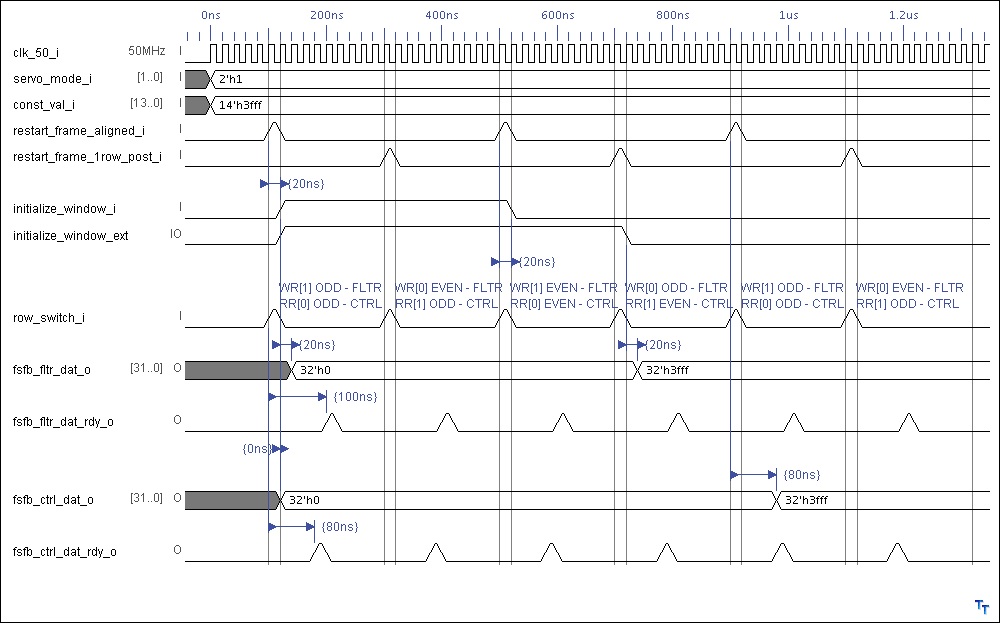 0ns 200ns 400ns 600ns 800ns 1us 1.2us
clk_50_i 50MHz I
servo_mode_i [1..0] I 2'h1
const_val_i [13..0] I 14'h3fff
restart_frame_aligned_i I
restart_frame_1row_post_i I
{20ns}
initialize_window_i I
initialize_window_ext IO
{20ns}
WR[1] ODD - FLTR WR[0] EVEN - FLTR WR[1] EVEN - FLTR WR[0] ODD - FLTR WR[1] ODD - FLTR WR[0] EVEN - FLTR
RR[0] ODD - CTRL RR[1] ODD - CTRL RR[0] EVEN - CTRL RR[1] EVEN - CTRL RR[0] ODD - CTRL RR[1] ODD - CTRL
row_switch_i I
{20ns} {20ns}
fsfb_fltr_dat_o [31..0] O 32'h0 32'h3fff
{100ns}
fsfb_fltr_dat_rdy_o O
{0ns}
{80ns}
fsfb_ctrl_dat_o [31..0] O 32'h0 32'h3fff
{80ns}
fsfb_ctrl_dat_rdy_o O
TT